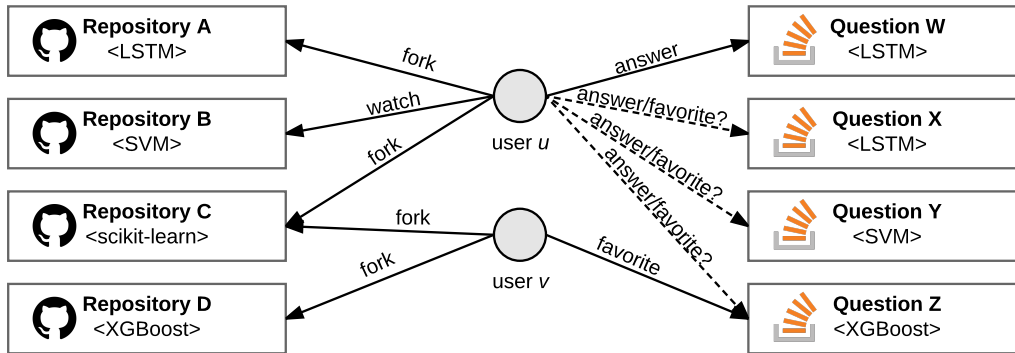 Repository A
<LSTM>
Repository B
<SVM>
Repository C
<scikit-learn>
Repository D
<XGBoost>
fork
watch
fork
fork
fork
user u
user v
answer
answer/favorite?
answer/favorite?
answer/favorite?
favorite
Question W
<LSTM>
Question X
<LSTM>
Question Y
<SVM>
Question Z
<XGBoost>